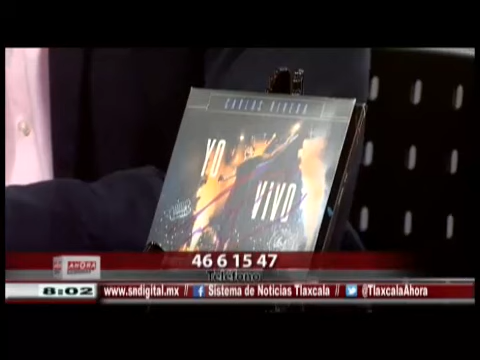 CARLOS RIVERA
YO
VIVO
46 6 15 47
Teléfono
AHORA
8:02 www.sndigital.mx // f Sistema de Noticias Tlaxcala // @TlaxcalaAhora